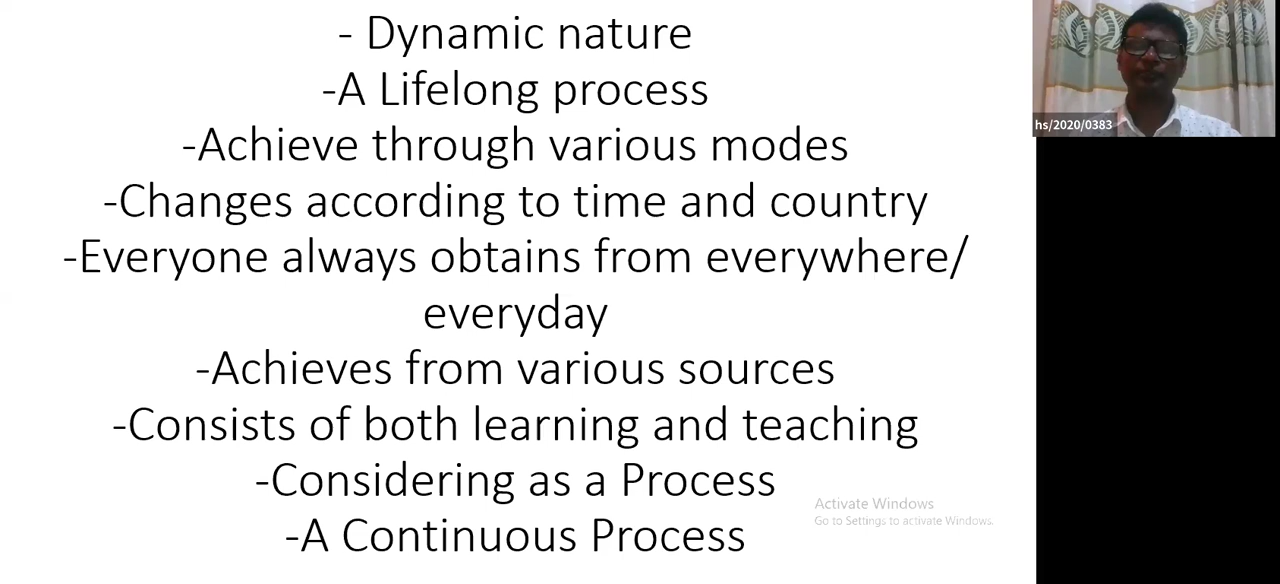 - Dynamic nature
-A Lifelong process
-Achieve through various modes
-Changes according to time and country
-Everyone always obtains from everywhere/
everyday
-Achieves from various sources
-Consists of both learning and teaching
-Considering as a Process
-A Continuous Process
hs/2020/0383
Activate Windows
Go to Settings to activate Windows.